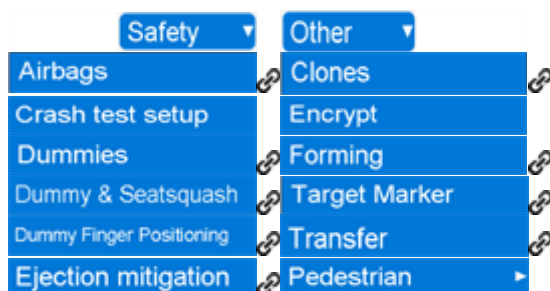 Safety
Airbags
Crash test setup
Dummies
Dummy & Seatsquash
Dummy Finger Positioning
Ejection mitigation
Other
Clones
Encrypt
Forming
Target Marker
Transfer
Pedestrian